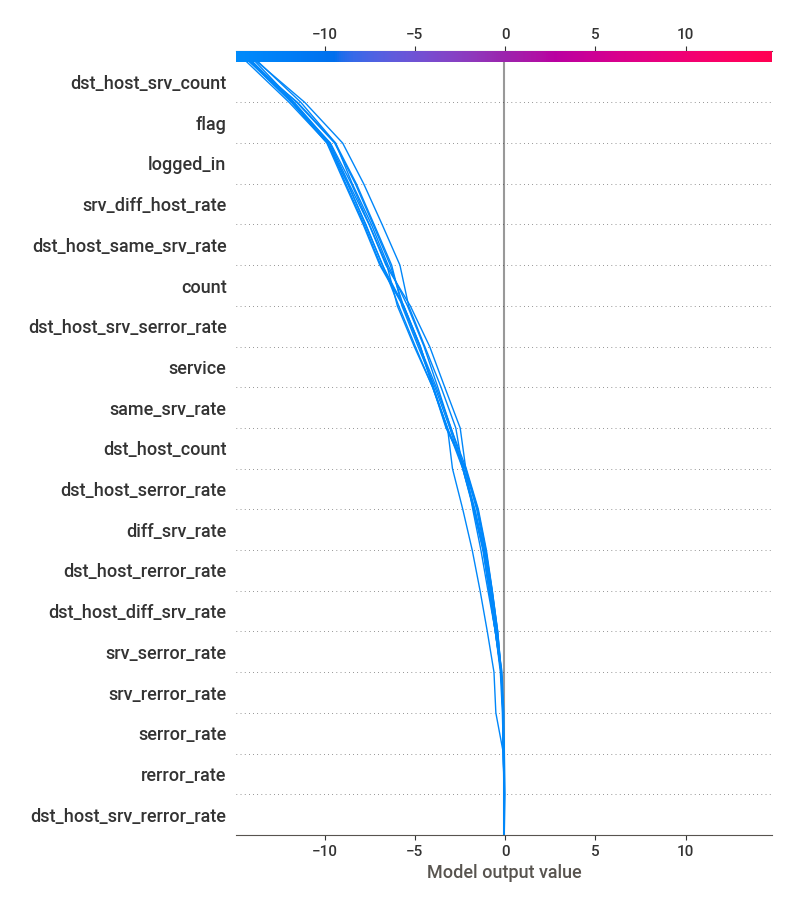 −10 −5 0 5 10
dst_host_srv_count
flag
logged_in
srv_diff_host_rate
dst_host_same_srv_rate
count
dst_host_srv_serror_rate
service
same_srv_rate
dst_host_count
dst_host_serror_rate
diff_srv_rate
dst_host_rerror_rate
dst_host_diff_srv_rate
srv_serror_rate
srv_rerror_rate
serror_rate
rerror_rate
dst_host_srv_rerror_rate
−10 −5 0 5 10
Model output value